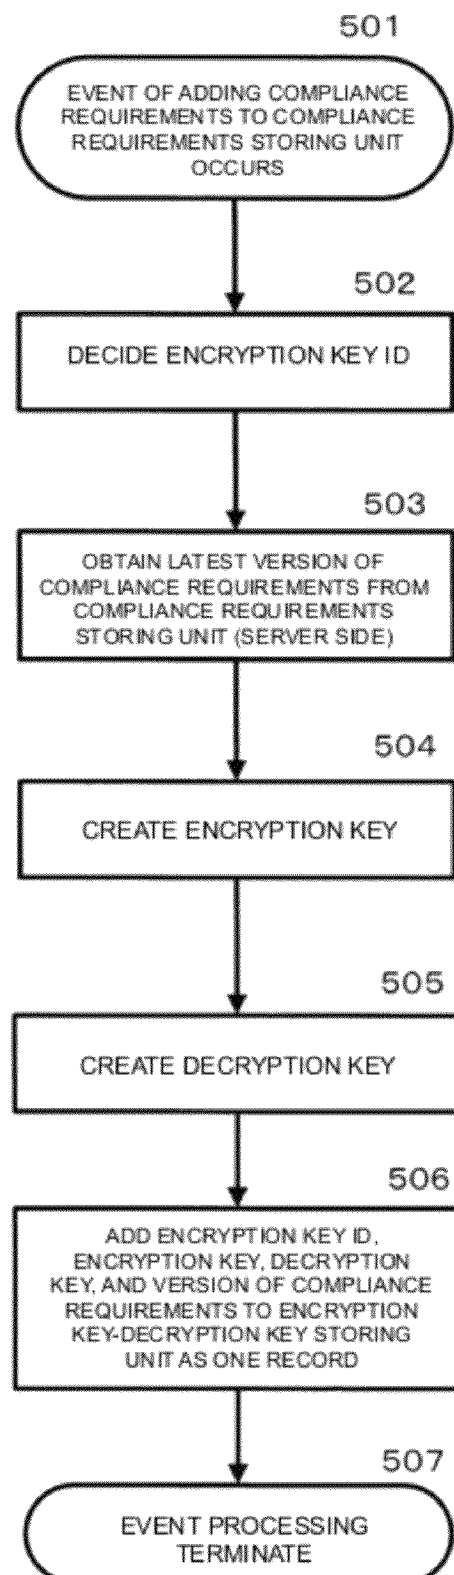 501
EVENT OF ADDING COMPLIANCE
REQUIREMENTS TO COMPLIANCE
REQUIREMENTS STORING UNIT
OCCURS
502
DECIDE ENCRYPTION KEY ID
503
OBTAIN LATEST VERSION OF
COMPLIANCE REQUIREMENTS FROM
COMPLIANCE REQUIREMENTS
STORING UNIT (SERVER SIDE)
504
CREATE ENCRYPTION KEY
505
CREATE DECRYPTION KEY
506
ADD ENCRYPTION KEY ID,
ENCRYPTION KEY, DECRYPTION
KEY, AND VERSION OF COMPLIANCE
REQUIREMENTS TO ENCRYPTION
KEY-DECRYPTION KEY STORING
UNIT AS ONE RECORD
507
EVENT PROCESSING
TERMINATE